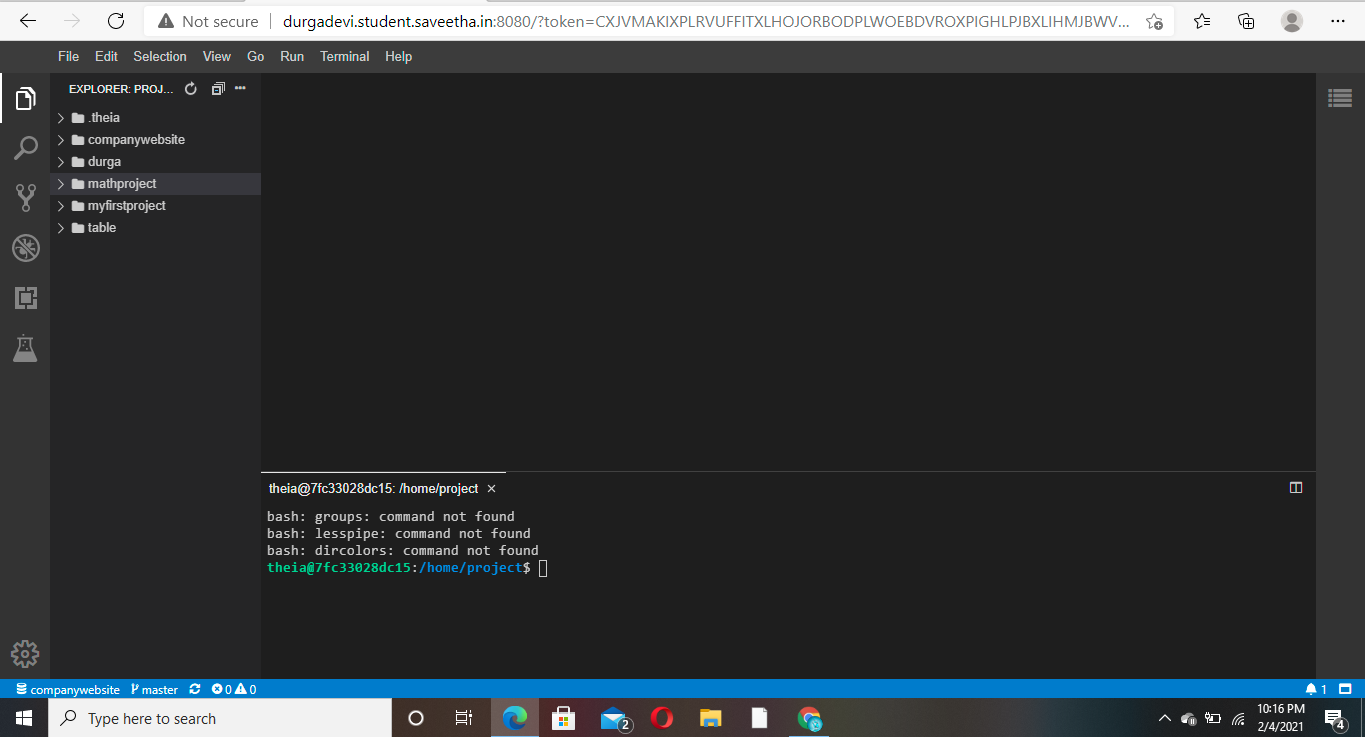 Not secure durgadevi.student.saveetha.in:8080/?token=CXJVMAKIXPLRVUFFITXLHOJORBODPLWOEBDVROXPIGHLPJBXLIHMJBWV...
File Edit Selection View Go Run Terminal Help
EXPLORER: PROJ...
.theia
companywebsite
durga
mathproject
myfirstproject
table
theia@7fc33028dc15: /home/project
bash: groups: command not found
bash: lesspipe: command not found
bash: dircolors: command not found
theia@7fc33028dc15:/home/project$
companywebsite master 0 0 1
Type here to search
2
10:16 PM
2/4/2021
4